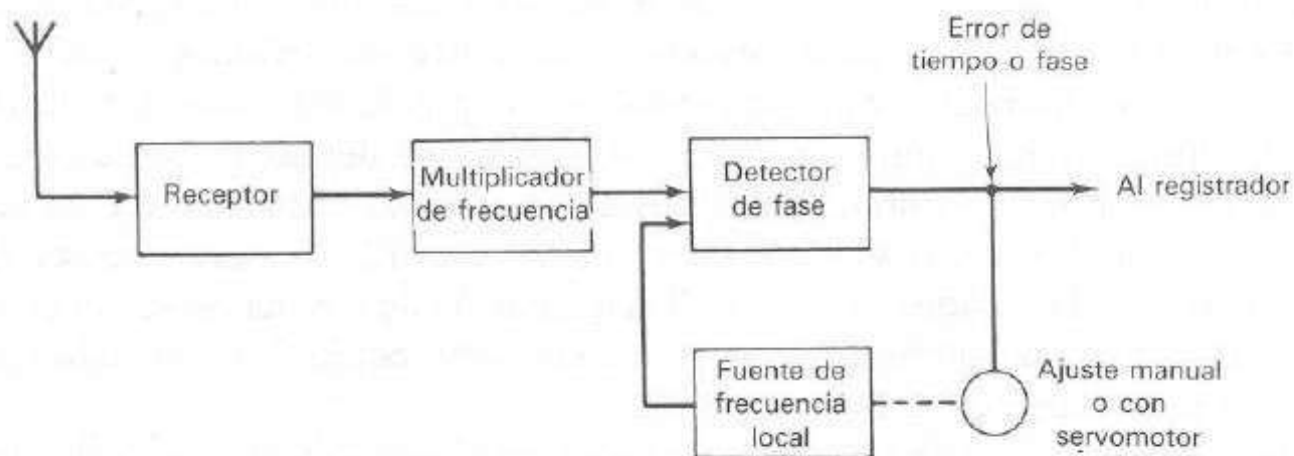 Error de
tiempo o fase
Receptor
Multiplicador
de frecuencia
Detector
de fase
Al registrador
Fuente de
frecuencia
local
Ajuste manual
o con
servomotor